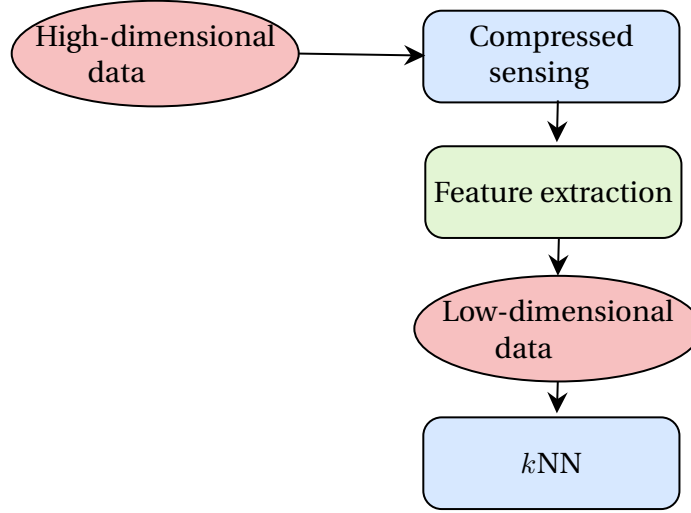 High-dimensional
data
Compressed
sensing
Feature extraction
Low-dimensional
data
kNN